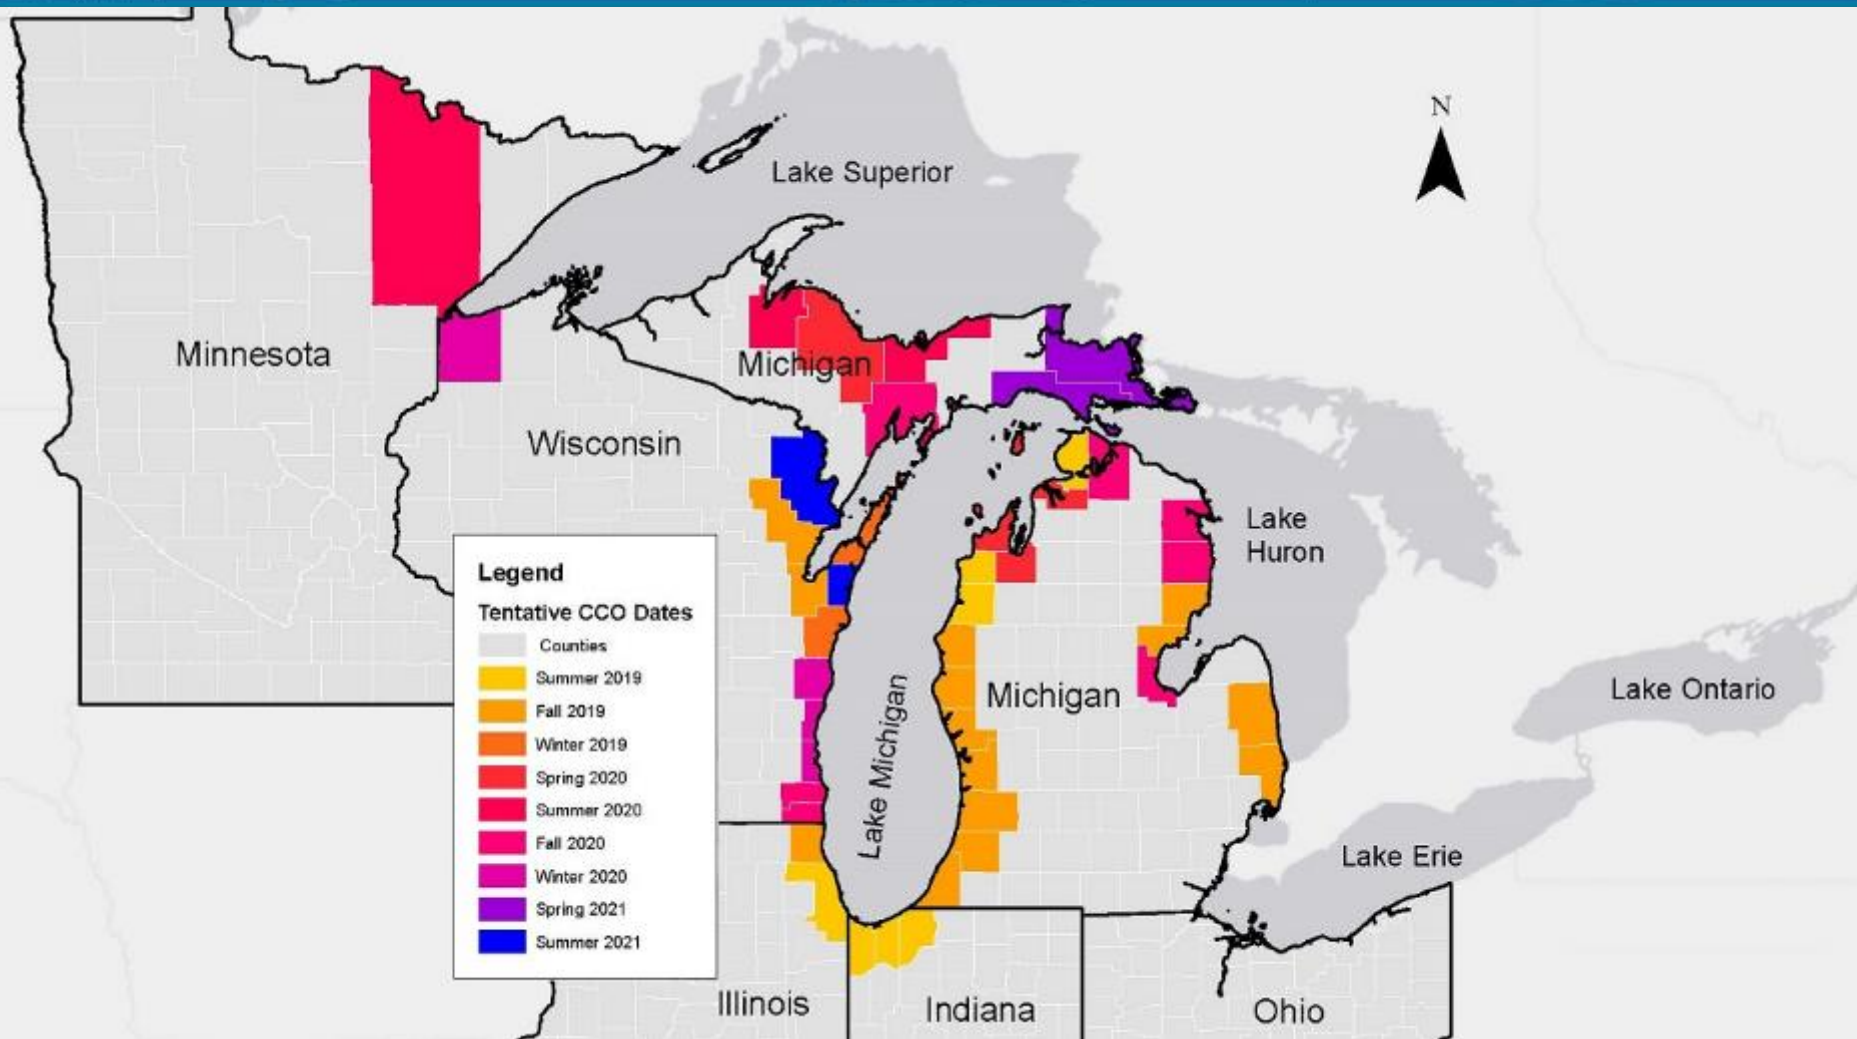 N
Lake Superior
Minnesota
Michigan
Wisconsin
Lake
Huron
Legend
Tentative CCO Dates
Counties
Summer 2019
Fall 2019
Winter 2019
Spring 2020
Summer 2020
Fall 2020
Winter 2020
Spring 2021
Summer 2021
Lake Michigan
Michigan
Lake Ontario
Lake Erie
Illinois
Indiana
Ohio